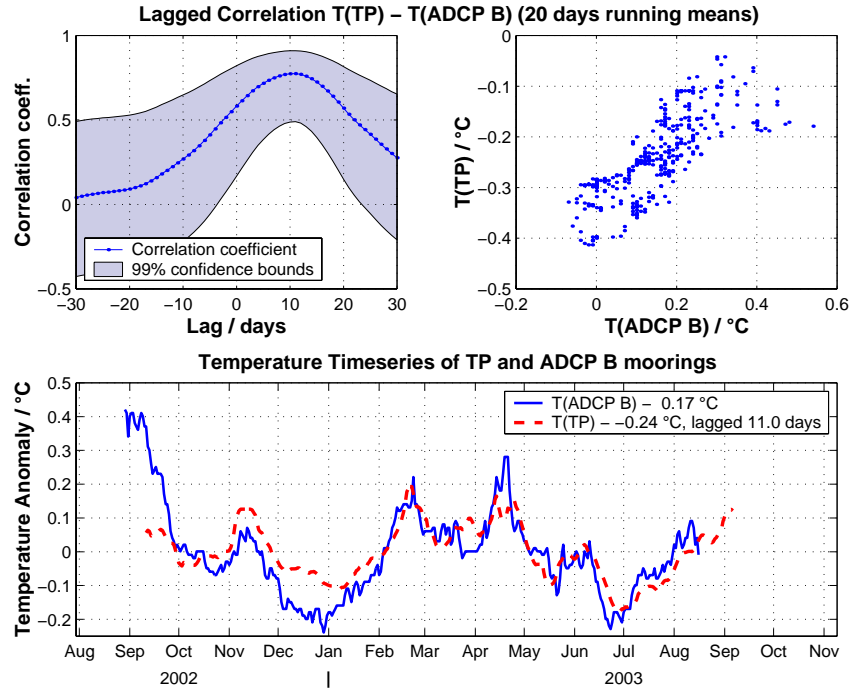 Lagged Correlation T(TP) − T(ADCP B) (20 days running means)
Correlation coeff.
1
0.5
0
−0.5
−30 −20 −10 0 10 20 30
Lag / days
Correlation coefficient
99% confidence bounds
T(TP) / °C
0
−0.1
−0.2
−0.3
−0.4
−0.5
−0.2 0 0.2 0.4 0.6
T(ADCP B) / °C
Temperature Timeseries of TP and ADCP B moorings
Temperature Anomaly / °C
0.5
0.4
0.3
0.2
0.1
0
−0.1
−0.2
T(ADCP B) − 0.17 °C
T(TP) − −0.24 °C, lagged 11.0 days
Aug Sep Oct Nov Dec Jan Feb Mar Apr May Jun Jul Aug Sep Oct Nov
2002 | 2003